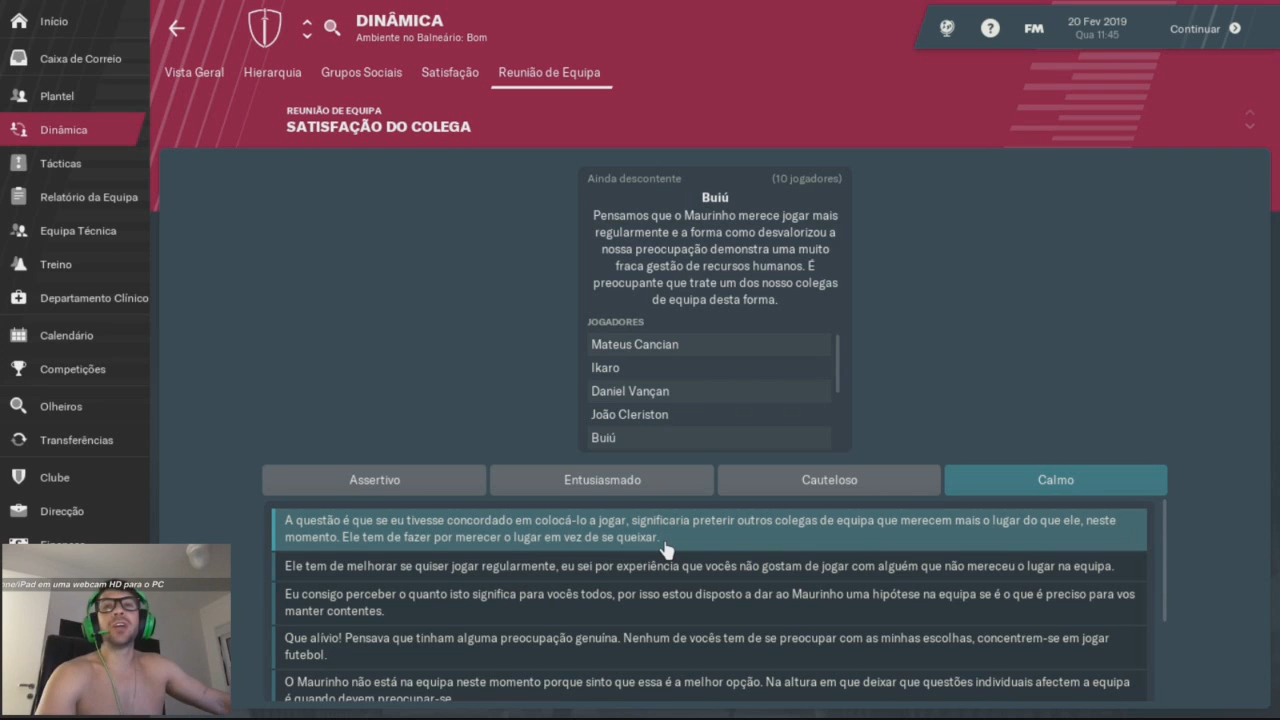 Início
Caixa de Correio
Plantel
Dinâmica
Tácticas
Relatório da Equipa
Equipa Técnica
Treino
Departamento Clínico
Calendário
Competições
Olheiros
Transferências
Clube
Direcção
DINÂMICA
Ambiente no Balneário: Bom
?
FM
20 Fev 2019
Qua 11:45
Continuar
Vista Geral
Hierarquia
Grupos Sociais
Satisfação
Reunião de Equipa
REUNIÃO DE EQUIPA
SATISFAÇÃO DO COLEGA
Ainda descontente
(10 jogadores)
Buiú
Pensamos que o Maurinho merece jogar mais
regularmente e a forma como desvalorizou a
nossa preocupação demonstra uma muito
fraca gestão de recursos humanos. É
preocupante que trate um dos nosso colegas
de equipa desta forma.
JOGADORES
Mateus Cancian
Ikaro
Daniel Vançan
João Cleriston
Buiú
Assertivo
Entusiasmado
Cauteloso
Calmo
A questão é que se eu tivesse concordado em colocá-lo a jogar, significaria preterir outros colegas de equipa que merecem mais o lugar do que ele, neste
momento. Ele tem de fazer por merecer o lugar em vez de se queixar.
Ele tem de melhorar se quiser jogar regularmente, eu sei por experiência que vocês não gostam de jogar com alguém que não mereceu o lugar na equipa.
Eu consigo perceber o quanto isto significa para vocês todos, por isso estou disposto a dar ao Maurinho uma hipótese na equipa se é o que é preciso para vos
manter contentes.
Que alívio! Pensava que tinham alguma preocupação genuína. Nenhum de vocês tem de se preocupar com as minhas escolhas, concentrem-se em jogar
futebol.
O Maurinho não está na equipa neste momento porque sinto que essa é a melhor opção. Na altura em que deixar que questões individuais afectem a equipa
é quando devem preocupar-se.
one/iPad em uma webcam HD para o PC